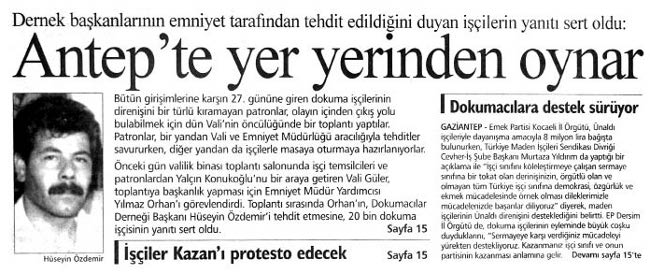 Dernek başkanlarının emniyet tarafından tehdit edildiğini duyan işçilerin yanıtı sert oldu:
Antep'te yer yerinden oynar
Bütün girişimlerine karşın 27. gününe giren dokuma işçilerinin
direnişini bir türlü kıramayan patronlar, olayın içinden çıkış yolu
bulabilmek için dün Vali'nin öncülüğünde bir toplantı yaptılar.
Patronlar, bir yandan Vali ve Emniyet Müdürlüğü aracılığıyla tehditler
savururken, diğer yandan da işçilerle masaya oturmaya hazırlanıyorlar.
Önceki gün valilik binası toplantı salonunda işçi temsilcileri ve
patronlardan Yalçın Konukoğlu'nu bir araya getiren Vali Güler,
toplantıya başkanlık yapması için Emniyet Müdür Yardımcısı
Yılmaz Orhan'ı görevlendirdi. Toplantı sırasında Orhan'ın, Dokumacılar
Derneği Başkanı Hüseyin Özdemir'i tehdit etmesine, 20 bin dokuma
işçisinin yanıtı sert oldu. Sayfa 15
Hüseyin Özdemir
İşçiler Kazan'ı protesto edecek Sayfa 15
Dokumacılara destek sürüyor
GAZİANTEP - Emek Partisi Kocaeli İl Örgütü, Ünaldı
işçileriyle dayanışma amacıyla 8 milyon lira bağışta
bulunurken, Türkiye Maden İşçileri Sendikası Divriği
Cevher-İş Şube Başkanı Murtaza Yıldırım da yaptığı bir
açıklama ile "İşçi sınıfını köleleştirmeye çalışan sermaye
sınıfına bir tokat olan derinizinin, örgütlü olan ve
olmayan tüm Türkiye işçi sınıfına demokrasi, özgürlük ve
ekmek mücadelesinde örnek olması dileklerimizle
mücadelenizde başarılar diliyoruz" diyerek, maden
işçilerinin Ünaldı direnişini desteklediğini belirtti. EP Dersim
İl Örgütü de, dokuma işçilerinin eyleminde büyük coşku
duyduklarını, "Sermayeye karşı verdiğiniz mücadeleyi
yürekten destekliyoruz. Kazanmanız işçi sınıfı ve onun
partisinin kazanması anlamına gelir. Devamı sayfa 15'te